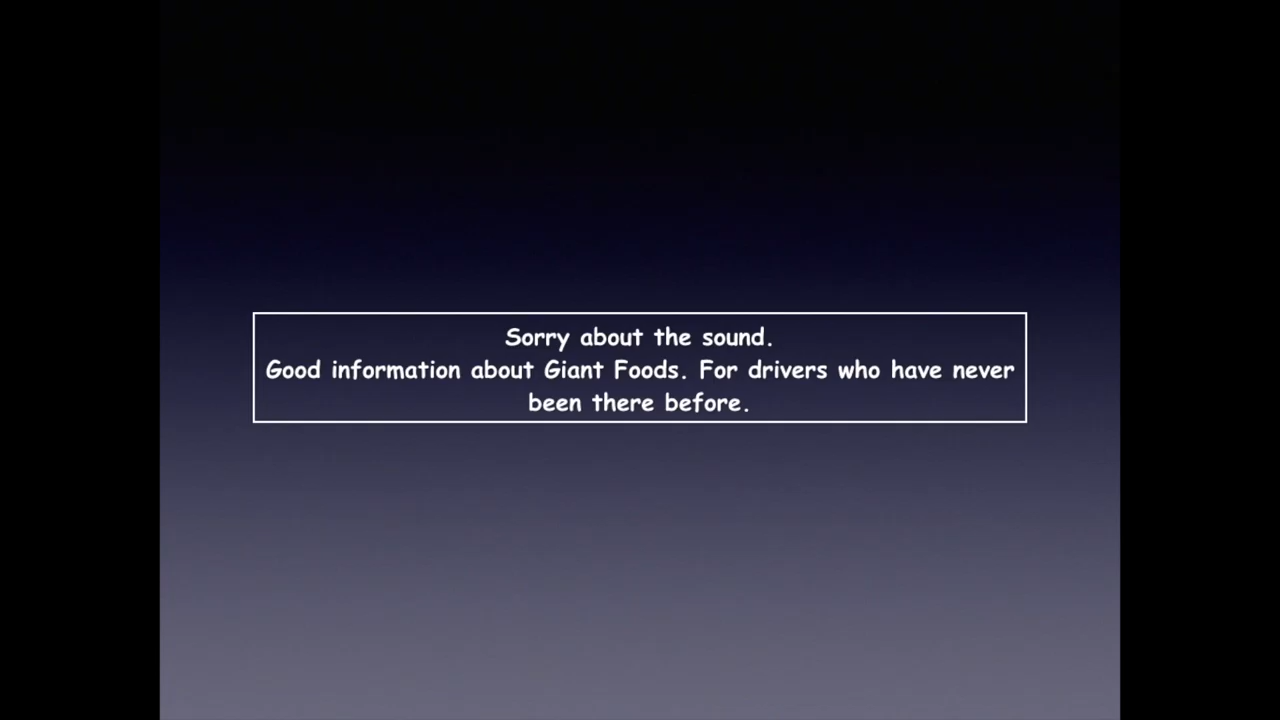 Sorry about the sound.
Good information about Giant Foods. For drivers who have never
been there before.